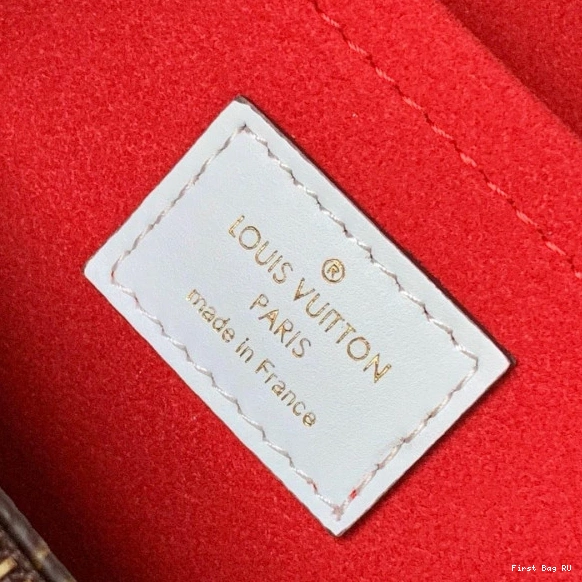 ®
LOUIS VUITTON
PARIS
made in France
First Bag RU